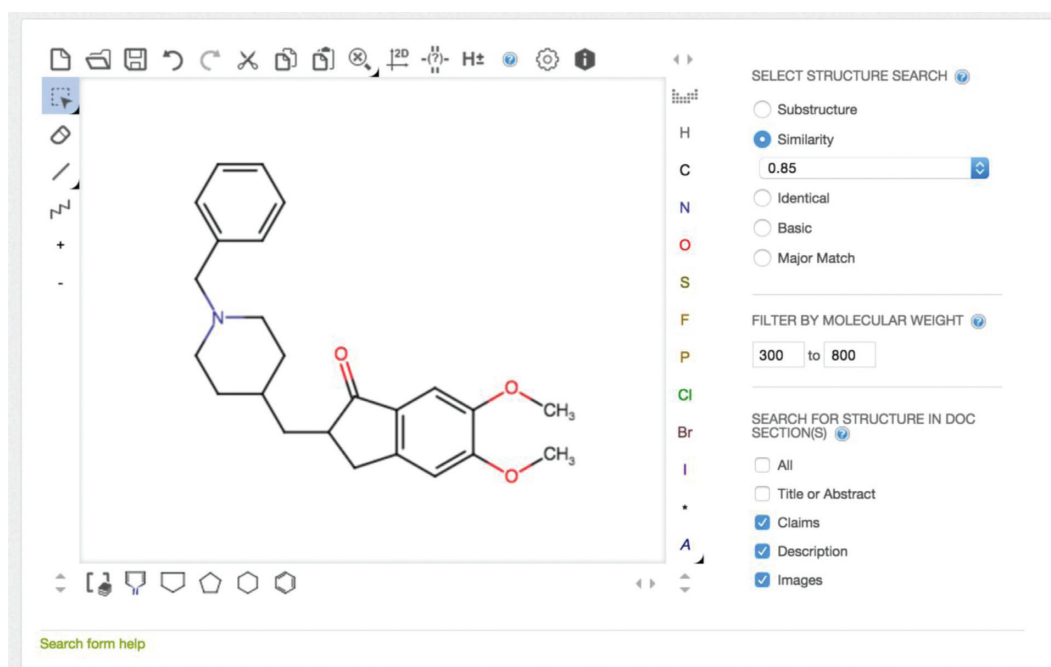 2D
(?)
H±
?
i
H
C
N
O
S
F
P
Cl
Br
I
*
A
+
-
N
O
O
CH₃
O
CH₃
SELECT STRUCTURE SEARCH ?
Substructure
Similarity
0.85
Identical
Basic
Major Match
FILTER BY MOLECULAR WEIGHT ?
300 to 800
SEARCH FOR STRUCTURE IN DOC
SECTION(S) ?
All
Title or Abstract
Claims
Description
Images
Search form help